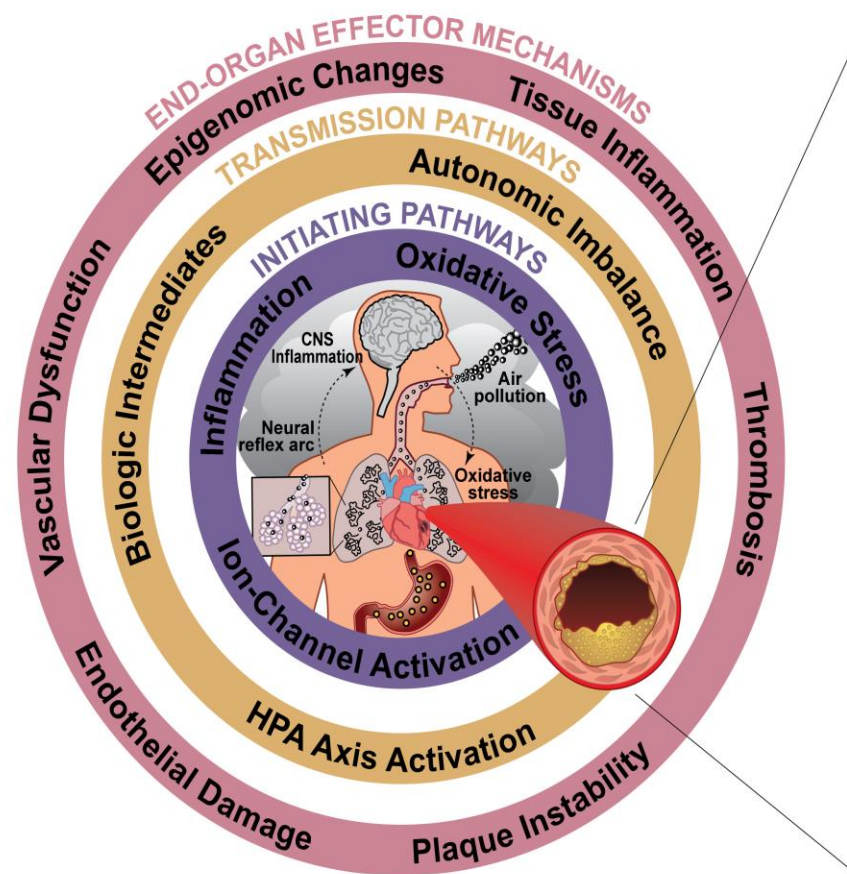 END-ORGAN EFFECTOR MECHANISMS
Epigenomic Changes
Tissue Inflammation
Vascular Dysfunction
Thrombosis
Endothelial Damage
Plaque Instability
TRANSMISSION PATHWAYS
Autonomic Imbalance
Biologic Intermediates
HPA Axis Activation
INITIATING PATHWAYS
Inflammation
Oxidative Stress
Ion-Channel Activation
CNS
Inflammation
Air
pollution
Neural
reflex arc
Oxidative
stress